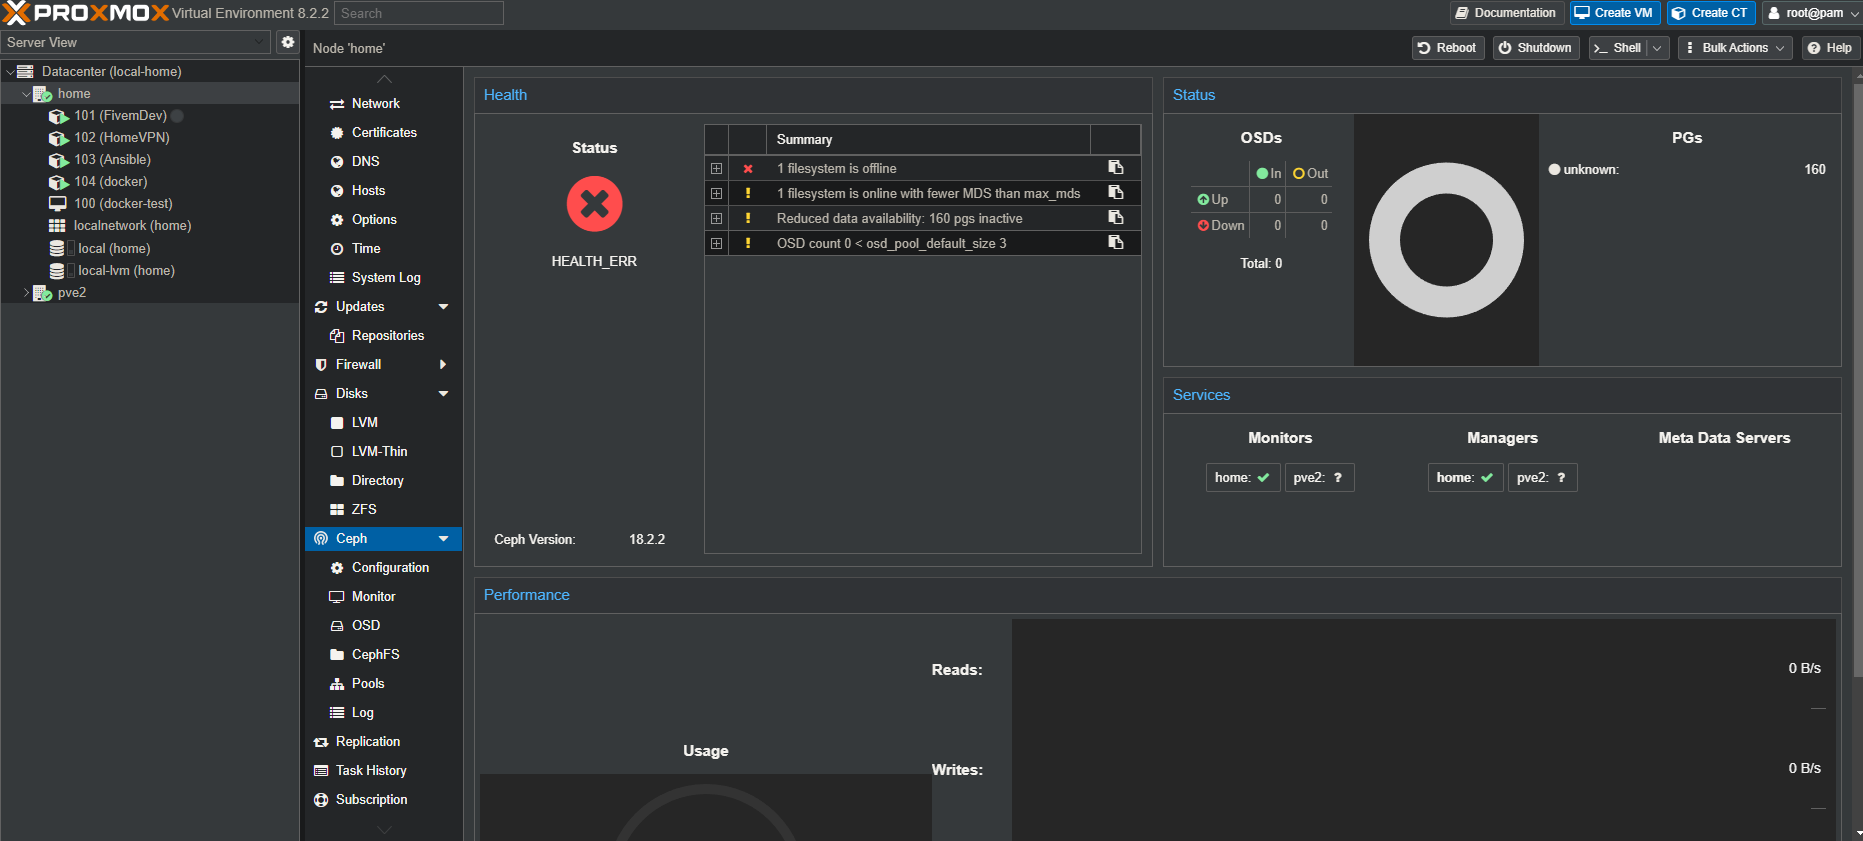 PROXMOX Virtual Environment 8.2.2 Search Documentation Create VM Create CT root@pam
Server View
Node 'home' Reboot Shutdown Shell Bulk Actions Help
Datacenter (local-home)
home
101 (FivemDev)
102 (HomeVPN)
103 (Ansible)
104 (docker)
100 (docker-test)
localnetwork (home)
local (home)
local-lvm (home)
pve2
Network
Certificates
DNS
Hosts
Options
Time
System Log
Updates
Repositories
Firewall
Disks
LVM
LVM-Thin
Directory
ZFS
Ceph
Configuration
Monitor
OSD
CephFS
Pools
Log
Replication
Task History
Subscription
Health
Status
HEALTH_ERR
Ceph Version: 18.2.2
Summary
1 filesystem is offline
1 filesystem is online with fewer MDS than max_mds
Reduced data availability: 160 pgs inactive
OSD count 0 < osd_pool_default_size 3
Status
OSDs
In Out
Up 0 0
Down 0 0
Total: 0
PGs
unknown: 160
Services
Monitors Managers Meta Data Servers
home: pve2: ? home: pve2: ?
Performance
Usage
Reads: 0 B/s
Writes: 0 B/s